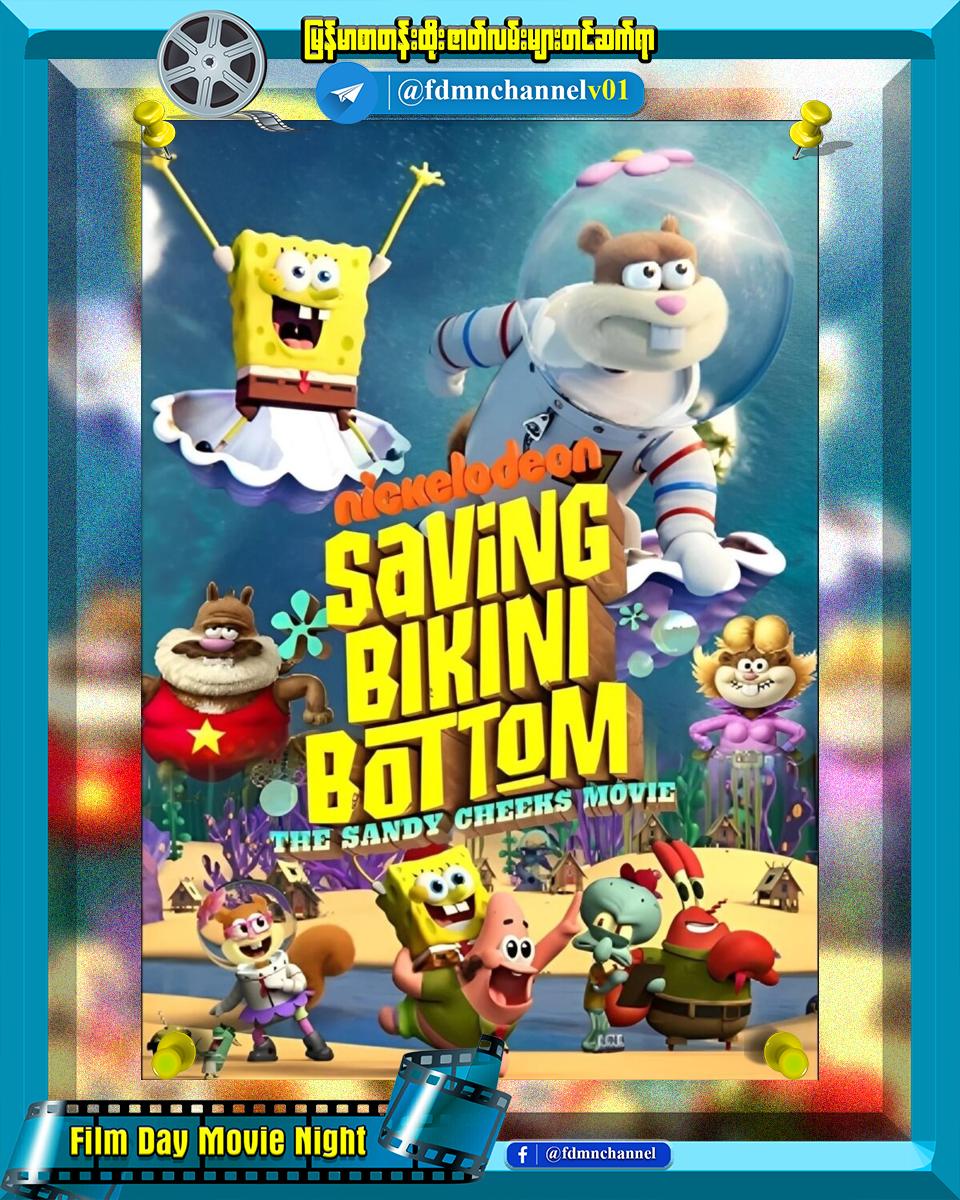 မြန်မာစာတန်းထိုးဇာတ်လမ်းများတင်ဆက်ရာ
@fdmnchannelv01
nickelodeon
SAVING
BIKINI
BOTTOM
THE SANDY CHEEKS MOVIE
Film Day Movie Night
f @fdmnchannel